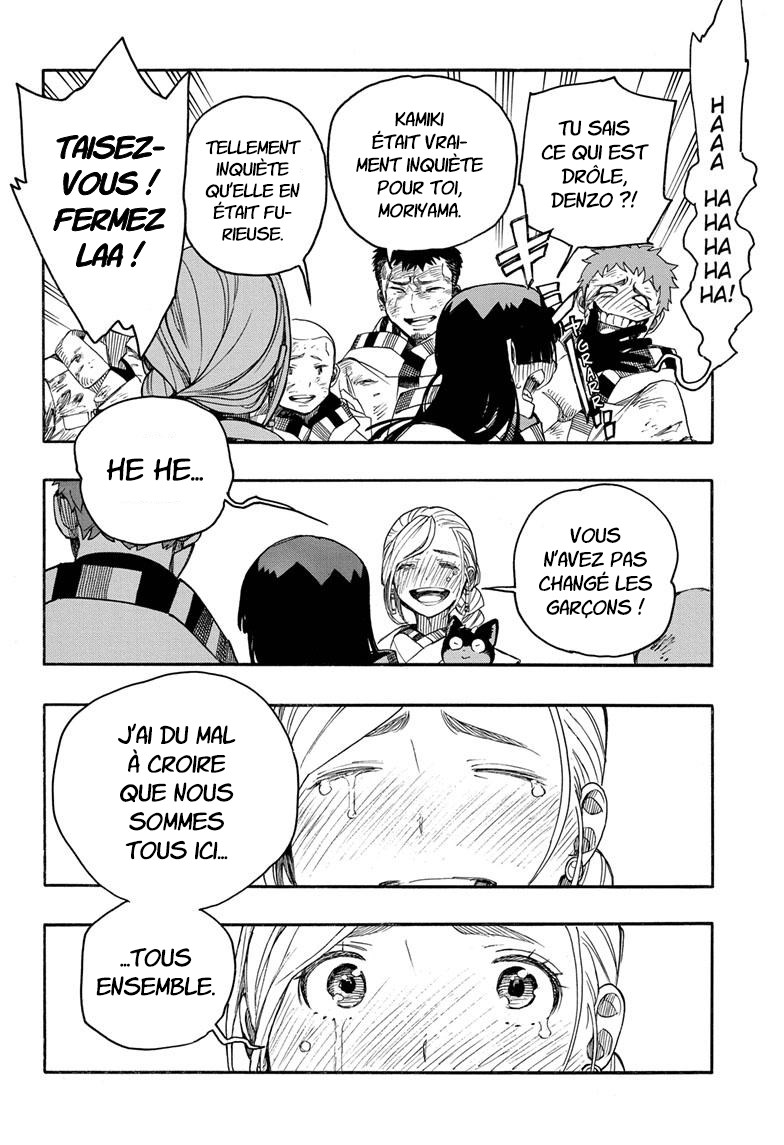 HAAA
HA
HA
HA
HA
HA!
TU SAIS
CE QUI EST
DRÔLE,
DENZO ?!
KAMIKI
ÉTAIT VRAI-
MENT INQUIÈTE
POUR TOI,
MORIYAMA.
TELLEMENT
INQUIÈTE
QU'ELLE EN
ÉTAIT FU-
RIEUSE.
TAISEZ-
VOUS !
FERMEZ
LAA !
HE HE...
VOUS
N'AVEZ PAS
CHANGÉ LES
GARÇONS !
J'AI DU MAL
À CROIRE
QUE NOUS
SOMMES
TOUS ICI...
...TOUS
ENSEMBLE.